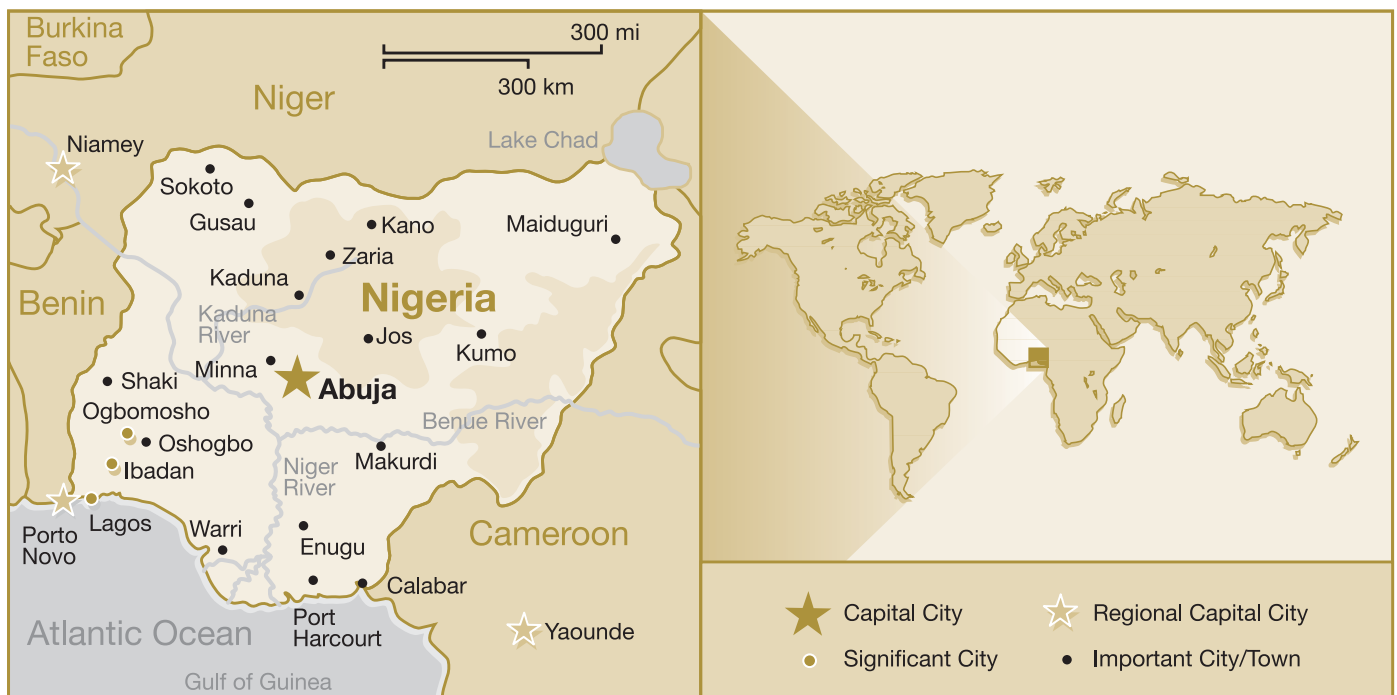 Burkina
Faso
300 mi
300 km
Niger
Lake Chad
Niamey
Sokoto
Gusau
Kano
Maiduguri
Zaria
Kaduna
Nigeria
Benin
Kaduna
River
Jos
Kumo
Minna
Abuja
Shaki
Ogbomosho
Benue River
Oshogbo
Makurdi
Ibadan
Niger
River
Lagos
Porto
Novo
Warri
Enugu
Cameroon
Calabar
Port
Harcourt
Atlantic Ocean
Yaounde
Gulf of Guinea
Capital City
Regional Capital City
Significant City
Important City/Town